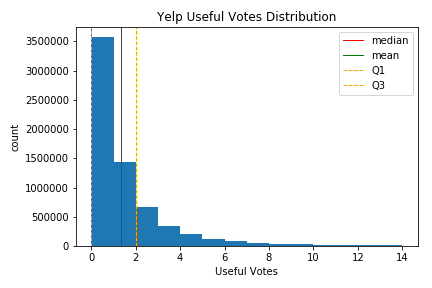 Yelp Useful Votes Distribution
median
mean
Q1
Q3
count
3500000
3000000
2500000
2000000
1500000
1000000
500000
0
0 2 4 6 8 10 12 14
Useful Votes